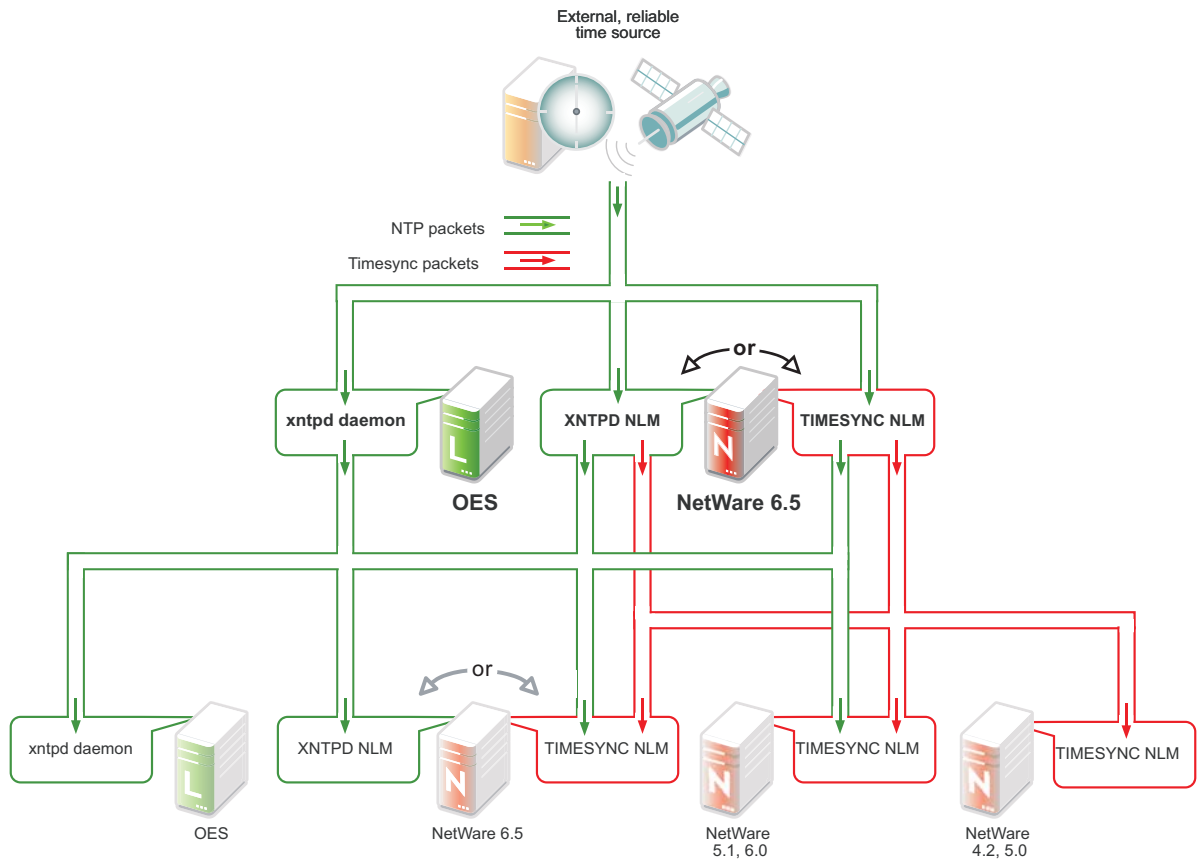 External, reliable
time source
NTP packets
Timesync packets
or
xntpd daemon
XNTPD NLM
TIMESYNC NLM
L
N
OES
NetWare 6.5
or
xntpd daemon
XNTPD NLM
TIMESYNC NLM
TIMESYNC NLM
TIMESYNC NLM
L
N
N
N
OES
NetWare 6.5
NetWare
5.1, 6.0
NetWare
4.2, 5.0